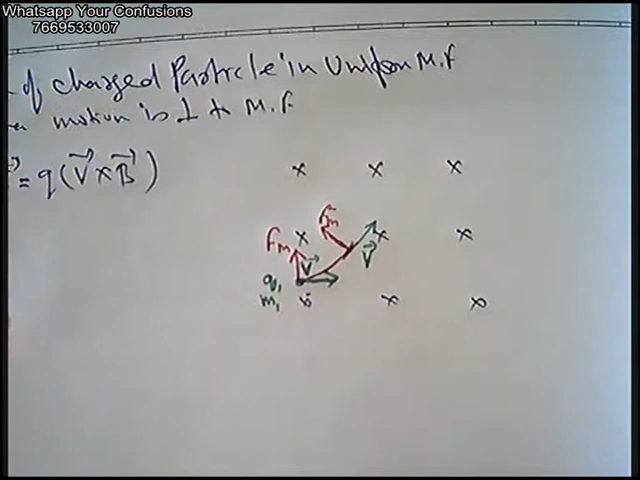 Whatsapp Your Confusions
7669533007
of charged Particle in Uniform M.F
motion is ⊥ to M.F
= q(V×B)
× × ×
Fm × Fm × ×
V V
q,
m, × × ×